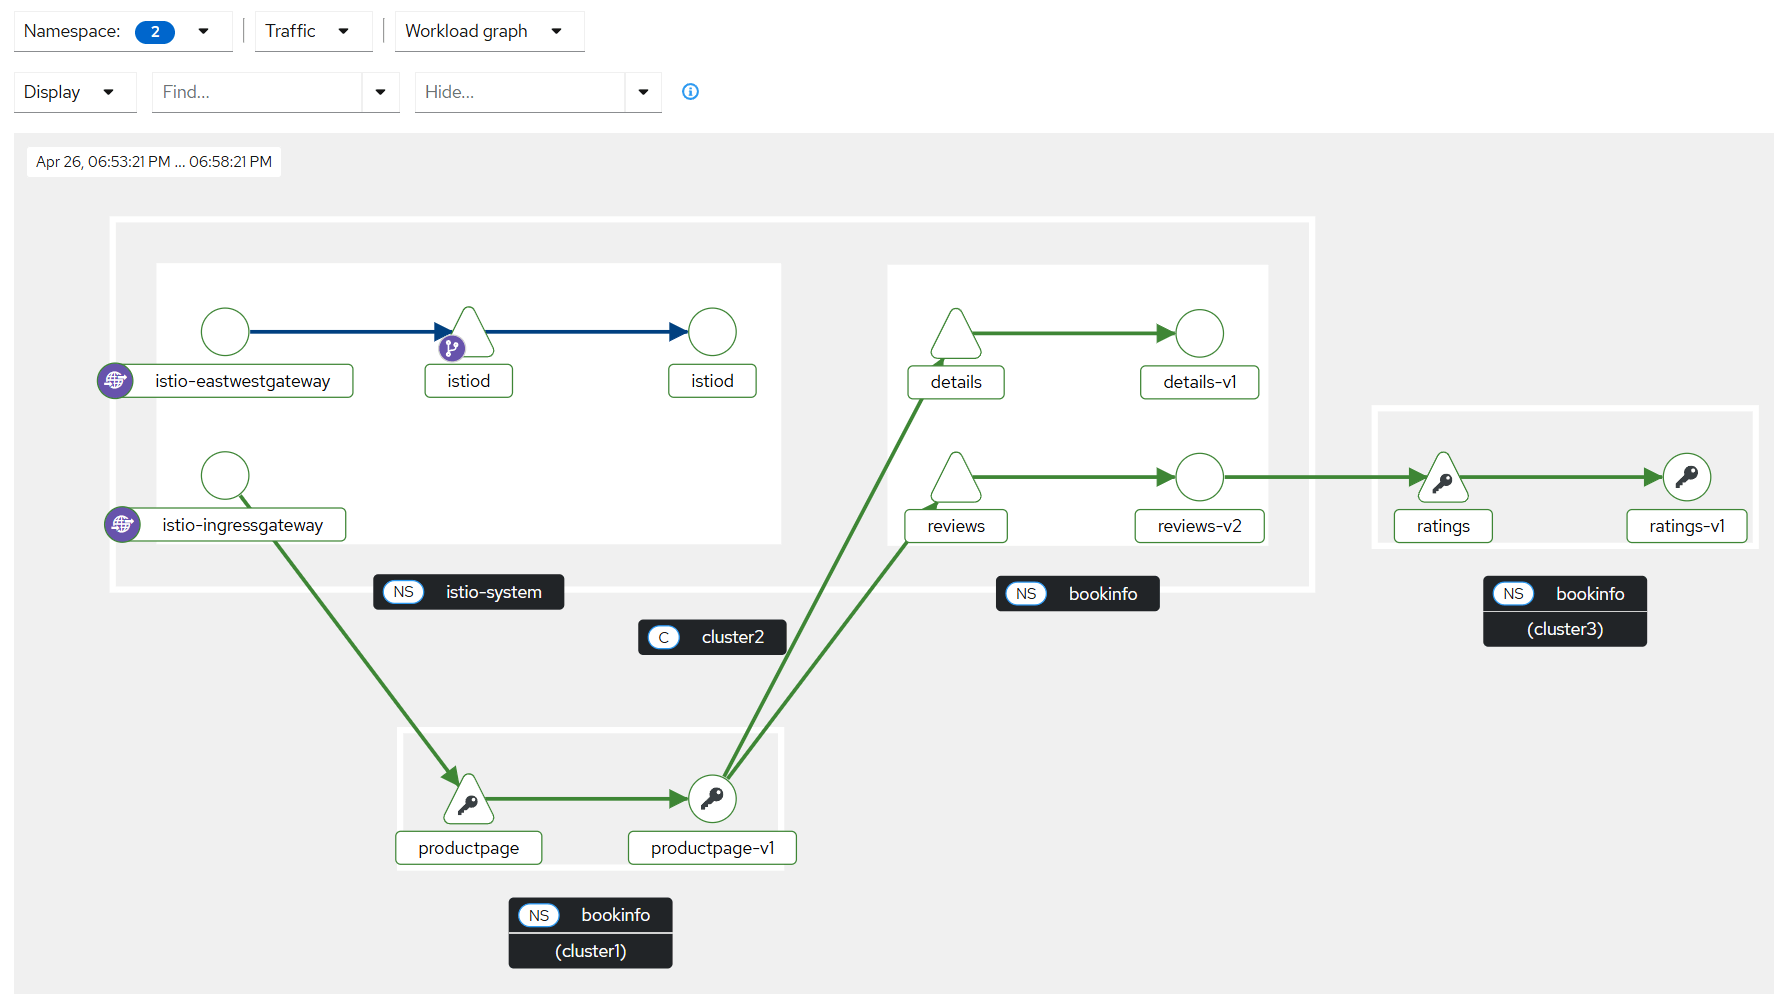 Namespace: 2 Traffic Workload graph
Display Find... Hide...
Apr 26, 06:53:21 PM ... 06:58:21 PM
istio-eastwestgateway istiod istiod
details details-v1
istio-ingressgateway
reviews reviews-v2
ratings ratings-v1
NS istio-system
NS bookinfo
NS bookinfo
(cluster3)
C cluster2
productpage productpage-v1
NS bookinfo
(cluster1)